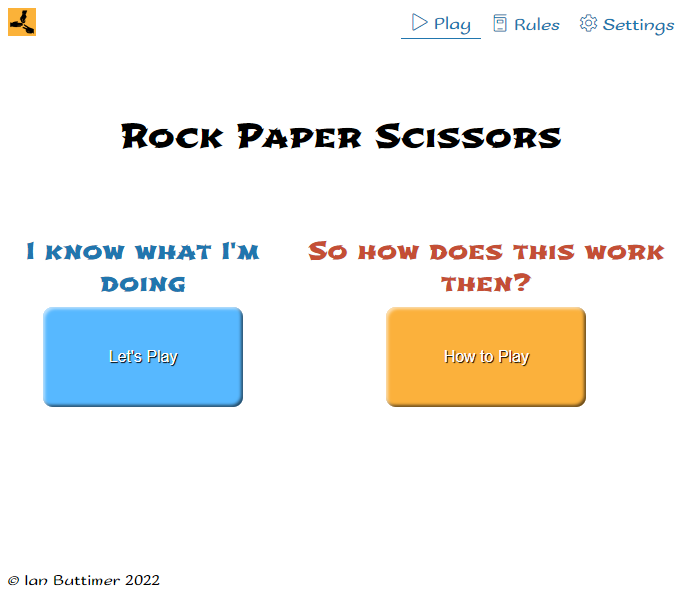 Play Rules Settings
Rock Paper Scissors
I know what I'm
doing
So how does this work
then?
Let's Play
How to Play
© Ian Buttimer 2022